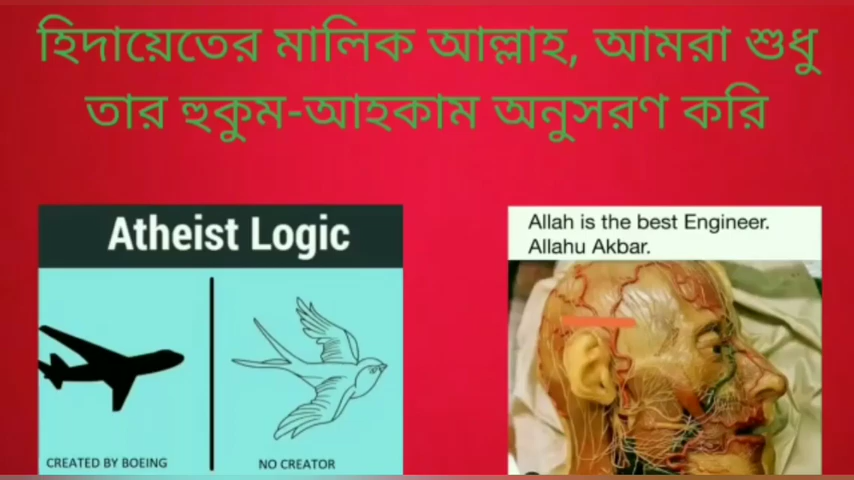 হিদায়েতের মালিক আল্লাহ, আমরা শুধু
তার হুকুম-আহকাম অনুসরণ করি
Atheist Logic
CREATED BY BOEING
NO CREATOR
Allah is the best Engineer.
Allahu Akbar.